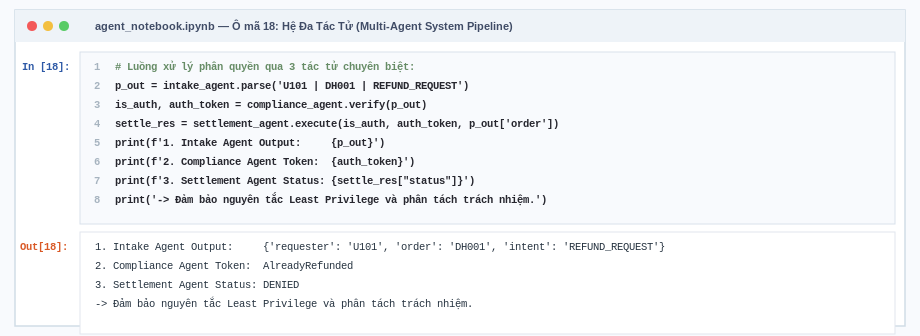 agent_notebook.ipynb — Ô mã 18: Hệ Đa Tác Tử (Multi-Agent System Pipeline)
In [18]:
1 # Luồng xử lý phân quyền qua 3 tác tử chuyên biệt:
2 p_out = intake_agent.parse('U101 | DH001 | REFUND_REQUEST')
3 is_auth, auth_token = compliance_agent.verify(p_out)
4 settle_res = settlement_agent.execute(is_auth, auth_token, p_out['order'])
5 print(f'1. Intake Agent Output:     {p_out}')
6 print(f'2. Compliance Agent Token:  {auth_token}')
7 print(f'3. Settlement Agent Status: {settle_res["status"]}')
8 print('-> Đảm bảo nguyên tắc Least Privilege và phân tách trách nhiệm.')
Out[18]:
1. Intake Agent Output:     {'requester': 'U101', 'order': 'DH001', 'intent': 'REFUND_REQUEST'}
2. Compliance Agent Token:  AlreadyRefunded
3. Settlement Agent Status: DENIED
-> Đảm bảo nguyên tắc Least Privilege và phân tách trách nhiệm.